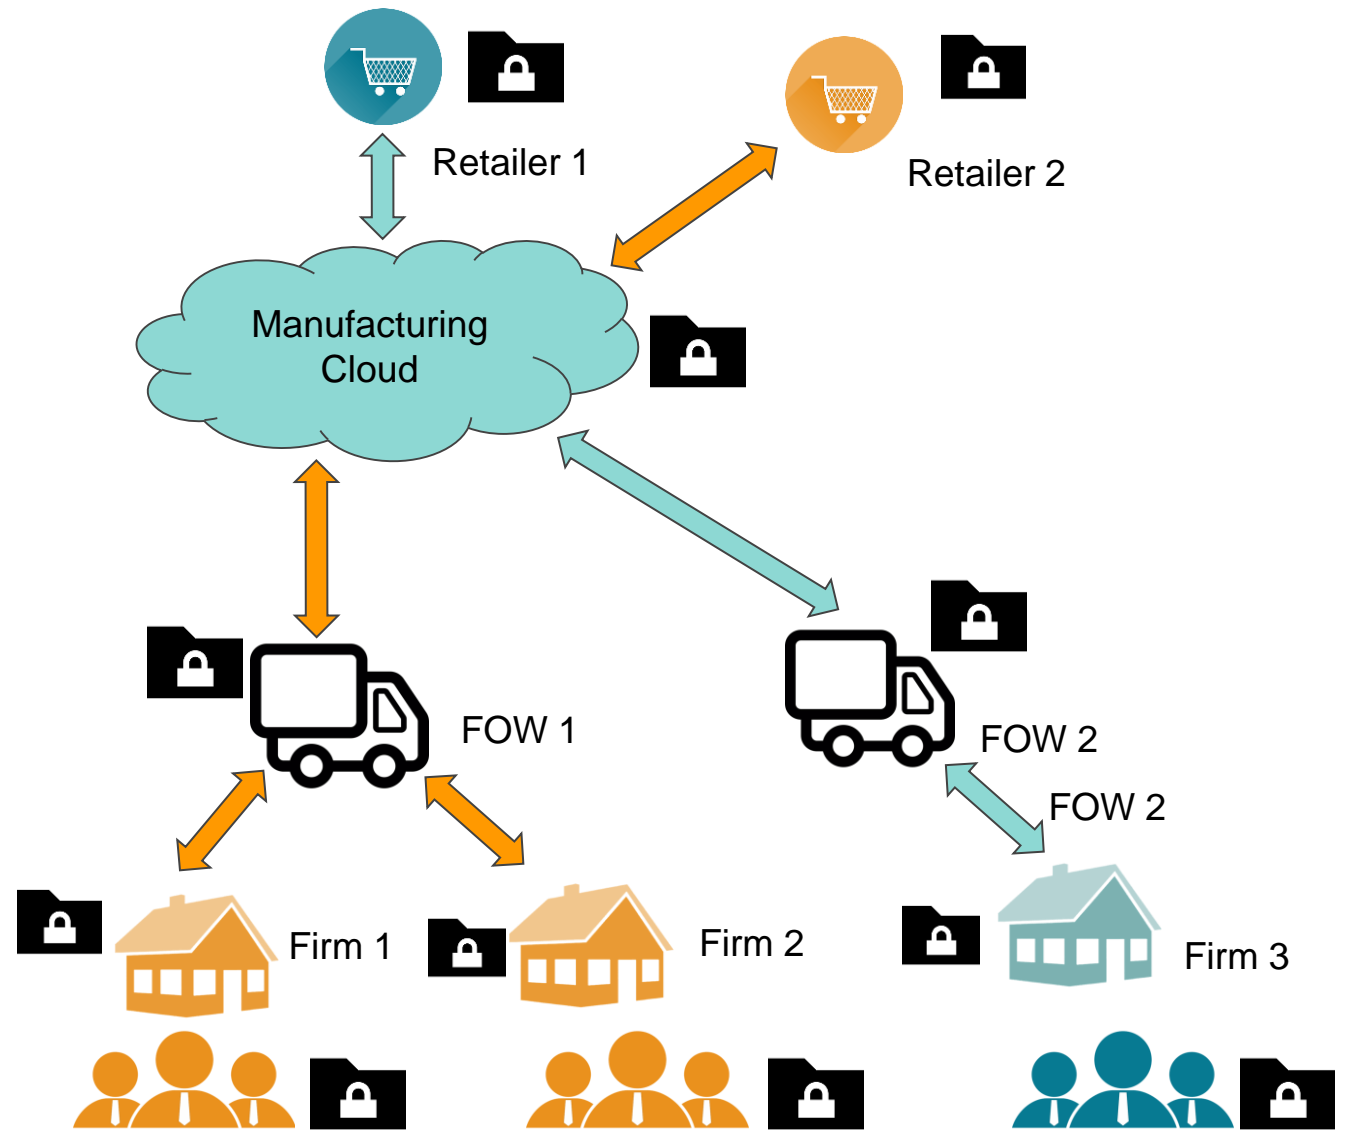 Retailer 1
Retailer 2
Manufacturing
Cloud
FOW 1
FOW 2
FOW 2
Firm 1
Firm 2
Firm 3